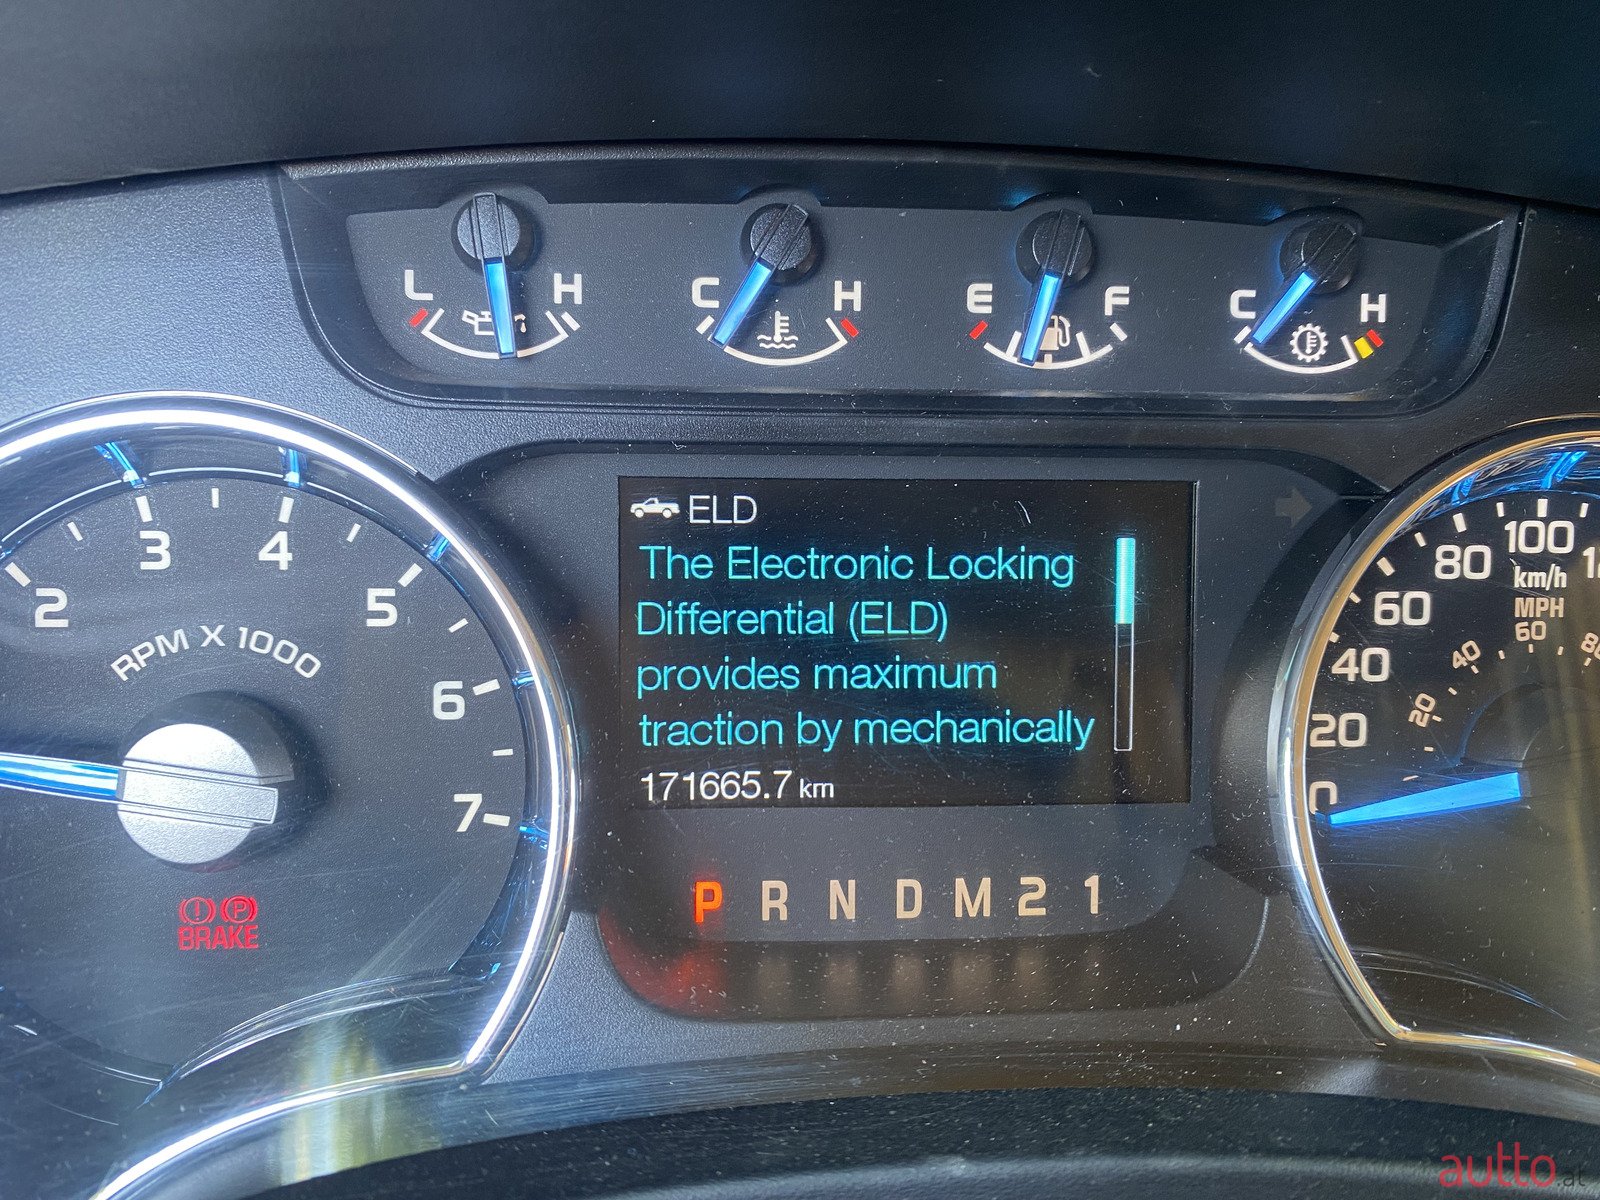 L H C H E F C H
ELD
The Electronic Locking
Differential (ELD)
provides maximum
traction by mechanically
171665.7 km
2 3 4 5 6 7
RPM X 1000
BRAKE
P R N D M 2 1
0 20 40 60 80 100
km/h
MPH
20 40 60
autto.at